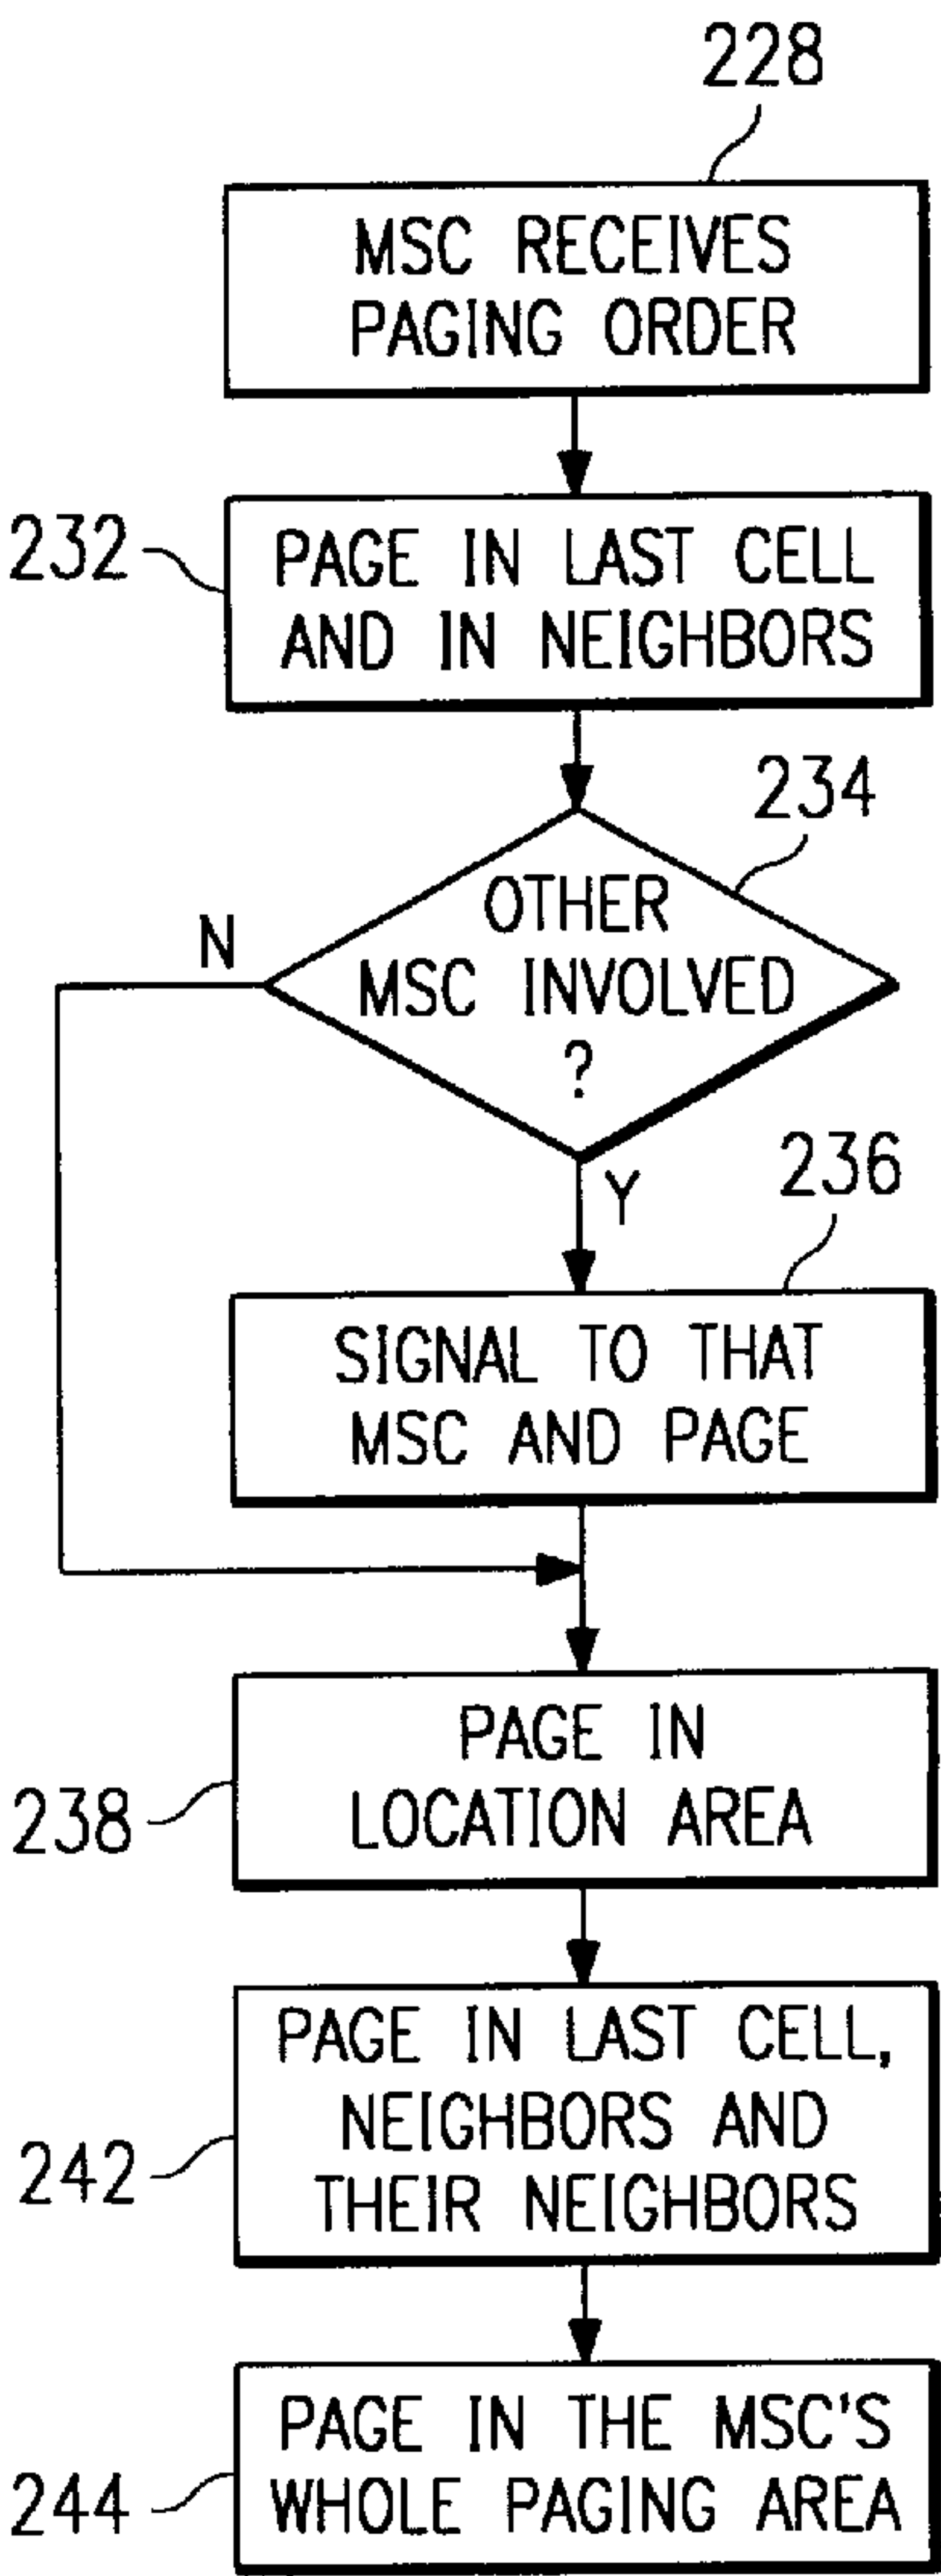 228
MSC RECEIVES
PAGING ORDER
232
PAGE IN LAST CELL
AND IN NEIGHBORS
234
OTHER
MSC INVOLVED
?
N
Y
236
SIGNAL TO THAT
MSC AND PAGE
238
PAGE IN
LOCATION AREA
242
PAGE IN LAST CELL,
NEIGHBORS AND
THEIR NEIGHBORS
244
PAGE IN THE MSC'S
WHOLE PAGING AREA